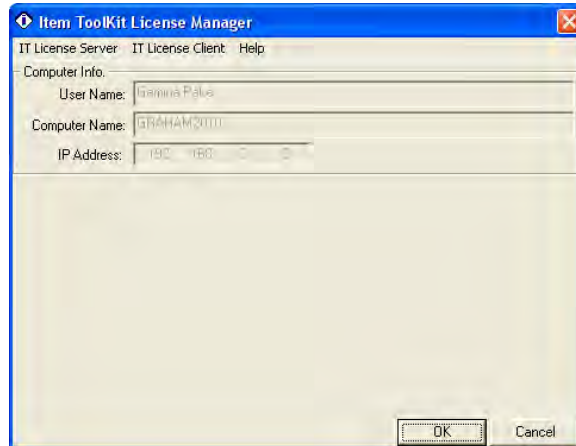 Item ToolKit License Manager
IT License Server IT License Client Help
Computer Info.
User Name:
Computer Name: GRAHAM2010
IP Address:
OK Cancel